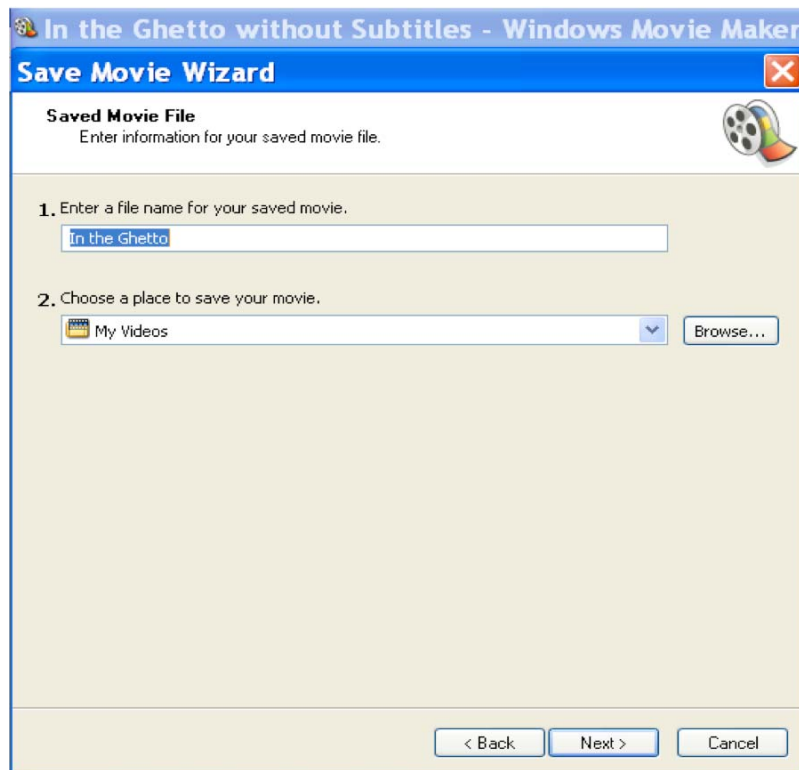 In the Ghetto without Subtitles - Windows Movie Maker
Save Movie Wizard
Saved Movie File
Enter information for your saved movie file.
1. Enter a file name for your saved movie.
In the Ghetto
2. Choose a place to save your movie.
My Videos
Browse...
< Back Next > Cancel